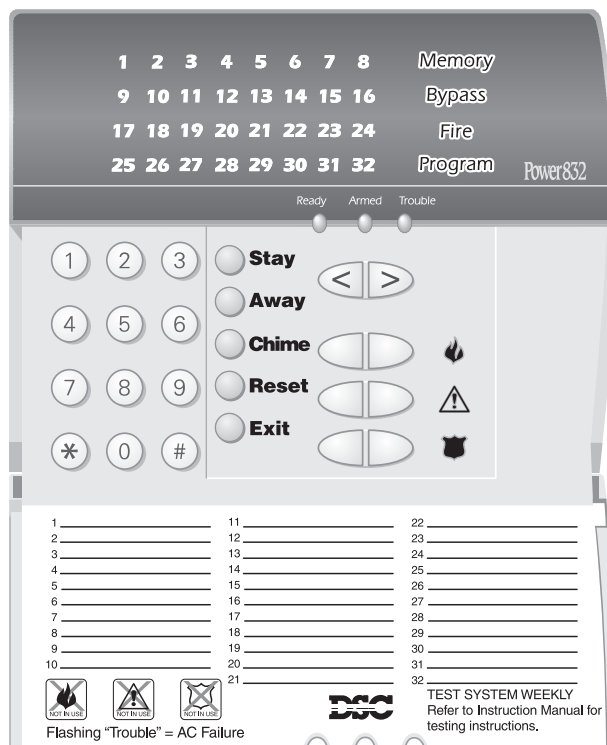 1 2 3 4 5 6 7 8 Memory
9 10 11 12 13 14 15 16 Bypass
17 18 19 20 21 22 23 24 Fire
25 26 27 28 29 30 31 32 Program
Power832
Ready Armed Trouble
1 2 3 Stay < >
Away
4 5 6 Chime
7 8 9 Reset
Exit
* 0 #
1 11 22
2 12 23
3 13 24
4 14 25
5 15 26
6 16 27
7 17 28
8 18 29
9 19 30
10 20 31
21 32
NOT IN USE NOT IN USE NOT IN USE
DSC
TEST SYSTEM WEEKLY
Refer to Instruction Manual for
testing instructions.
Flashing “Trouble” = AC Failure